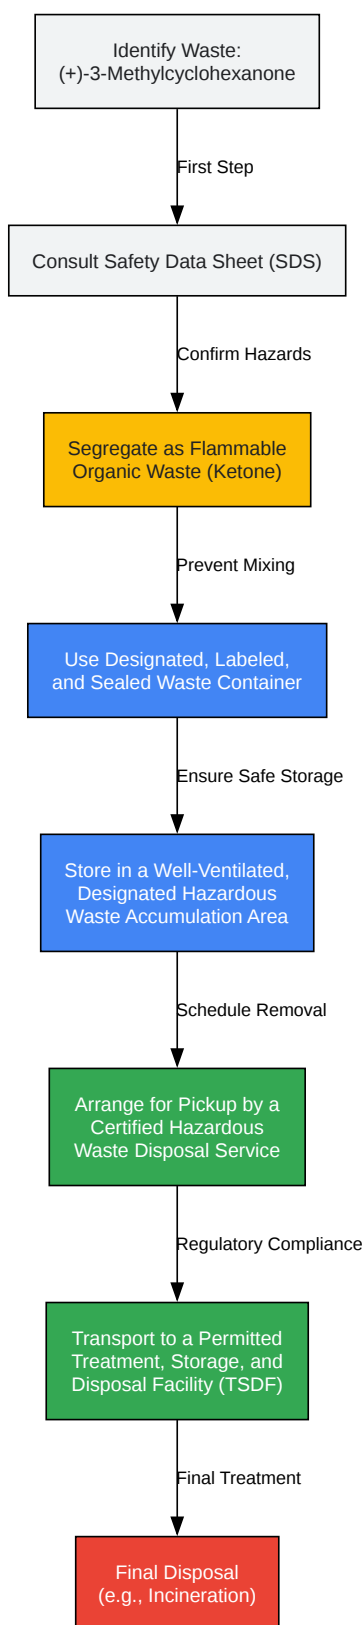 Identify Waste:
(+)-3-Methylcyclohexanone
First Step
Consult Safety Data Sheet (SDS)
Confirm Hazards
Segregate as Flammable
Organic Waste (Ketone)
Prevent Mixing
Use Designated, Labeled,
and Sealed Waste Container
Ensure Safe Storage
Store in a Well-Ventilated,
Designated Hazardous
Waste Accumulation Area
Schedule Removal
Arrange for Pickup by a
Certified Hazardous
Waste Disposal Service
Regulatory Compliance
Transport to a Permitted
Treatment, Storage, and
Disposal Facility (TSDF)
Final Treatment
Final Disposal
(e.g., Incineration)